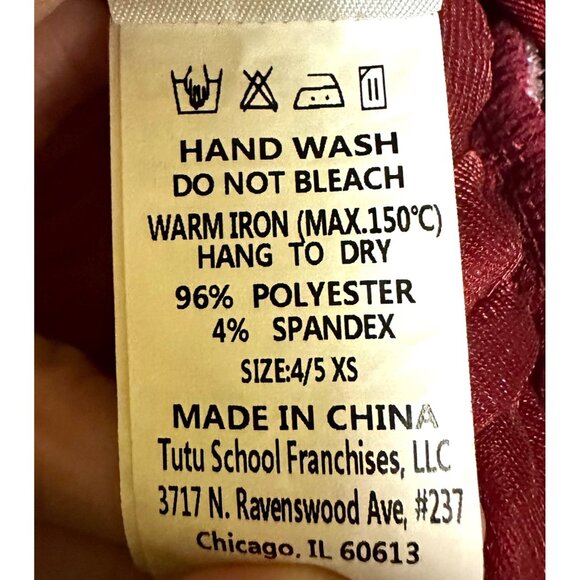 HAND WASH
DO NOT BLEACH
WARM IRON (MAX.150℃)
HANG TO DRY
96% POLYESTER
4% SPANDEX
SIZE:4/5 XS
MADE IN CHINA
Tutu School Franchises, LLC
3717 N. Ravenswood Ave, #237
Chicago, IL 60613